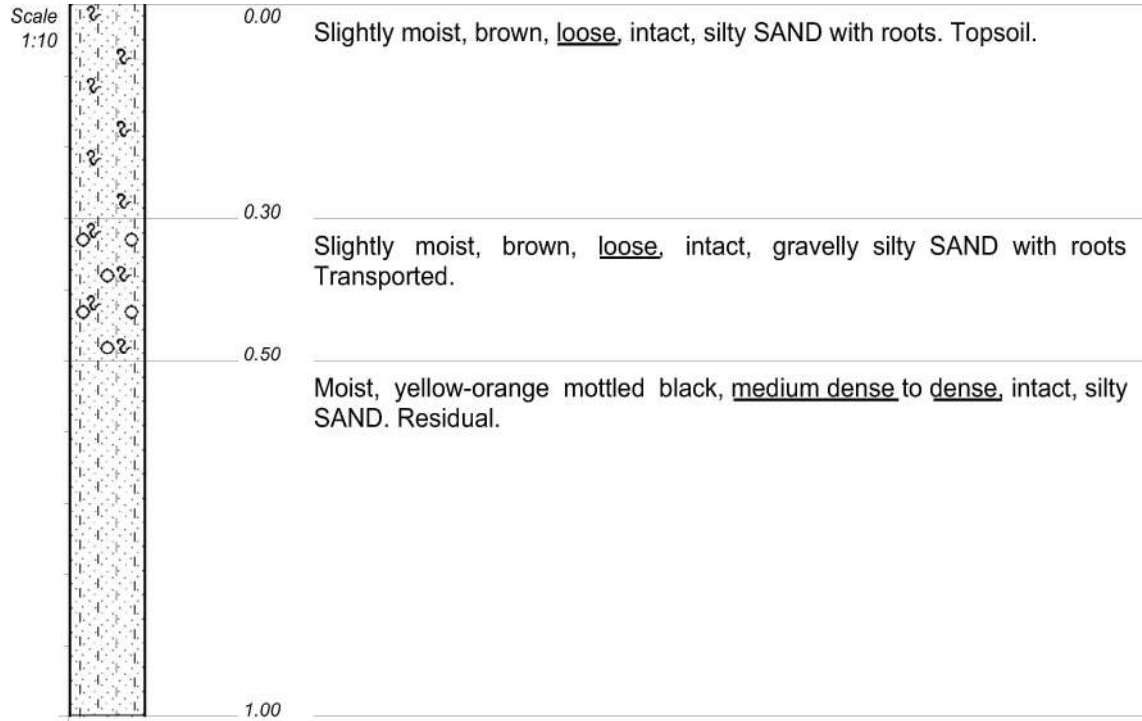 Scale
1:10
0.00
Slightly moist, brown, loose, intact, silty SAND with roots. Topsoil.
0.30
Slightly moist, brown, loose, intact, gravelly silty SAND with roots
Transported.
0.50
Moist, yellow-orange mottled black, medium dense to dense, intact, silty
SAND. Residual.
1.00